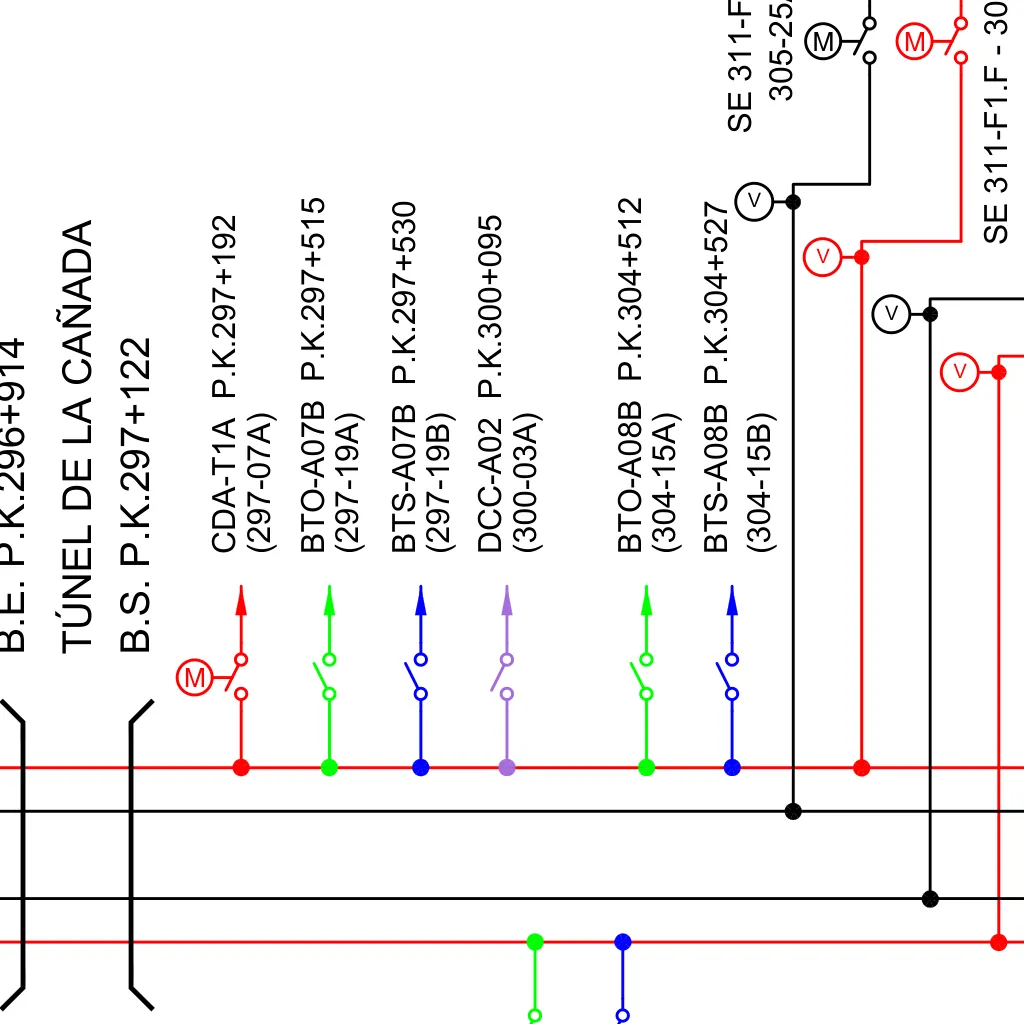 B.E. P.K.296+914
TÚNEL DE LA CAÑADA
B.S. P.K.297+122
CDA-T1A P.K.297+192
(297-07A)
BTO-A07B P.K.297+515
(297-19A)
BTS-A07B P.K.297+530
(297-19B)
DCC-A02 P.K.300+095
(300-03A)
BTO-A08B P.K.304+512
(304-15A)
BTS-A08B P.K.304+527
(304-15B)
SE 311-F
305-25
SE 311-F1.F - 30
M
M
M
V
V
V
V